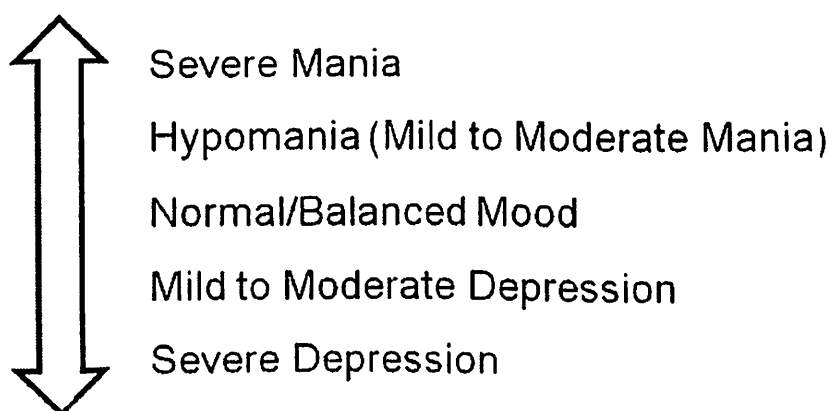 Severe Mania
Hypomania (Mild to Moderate Mania)
Normal/Balanced Mood
Mild to Moderate Depression
Severe Depression